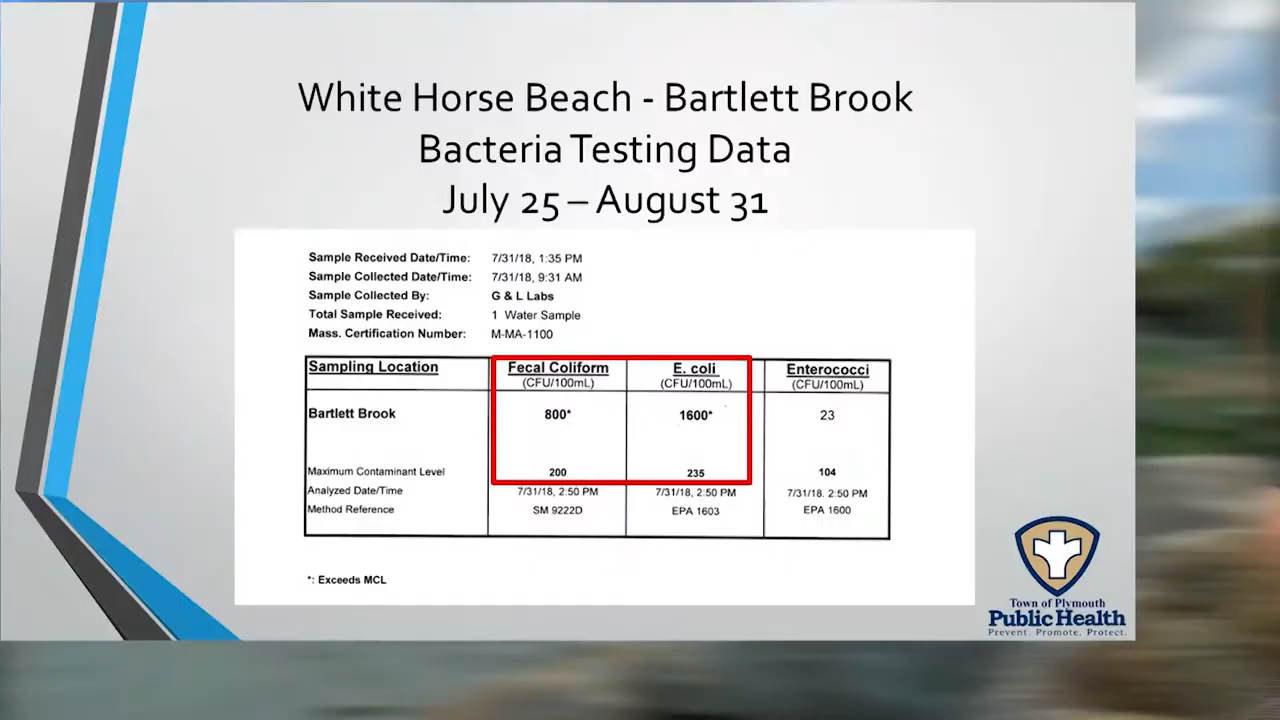 White Horse Beach - Bartlett Brook
Bacteria Testing Data
July 25 – August 31
Sample Received Date/Time: 7/31/18, 1:35 PM
Sample Collected Date/Time: 7/31/18, 9:31 AM
Sample Collected By: G & L Labs
Total Sample Received: 1 Water Sample
Mass. Certification Number: M-MA-1100
Sampling Location Fecal Coliform E. coli Enterococci
(CFU/100mL) (CFU/100mL) (CFU/100mL)
Bartlett Brook 800* 1600* 23
Maximum Contaminant Level 200 235 104
Analyzed Date/Time 7/31/18, 2:50 PM 7/31/18, 2:50 PM 7/31/18. 2:50 PM
Method Reference SM 9222D EPA 1603 EPA 1600
*: Exceeds MCL
Town of Plymouth
Public Health
Prevent. Promote. Protect.